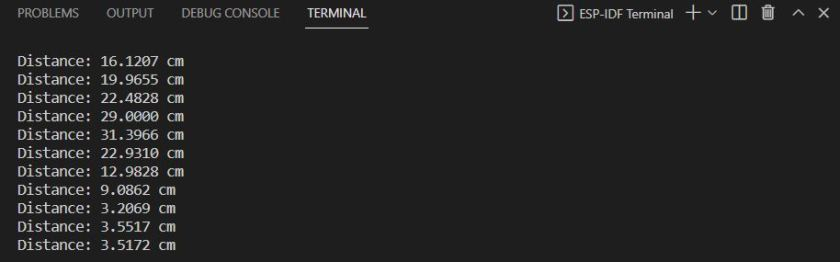 PROBLEMS OUTPUT DEBUG CONSOLE TERMINAL ESP-IDF Terminal
Distance: 16.1207 cm
Distance: 19.9655 cm
Distance: 22.4828 cm
Distance: 29.0000 cm
Distance: 31.3966 cm
Distance: 22.9310 cm
Distance: 12.9828 cm
Distance: 9.0862 cm
Distance: 3.2069 cm
Distance: 3.5517 cm
Distance: 3.5172 cm